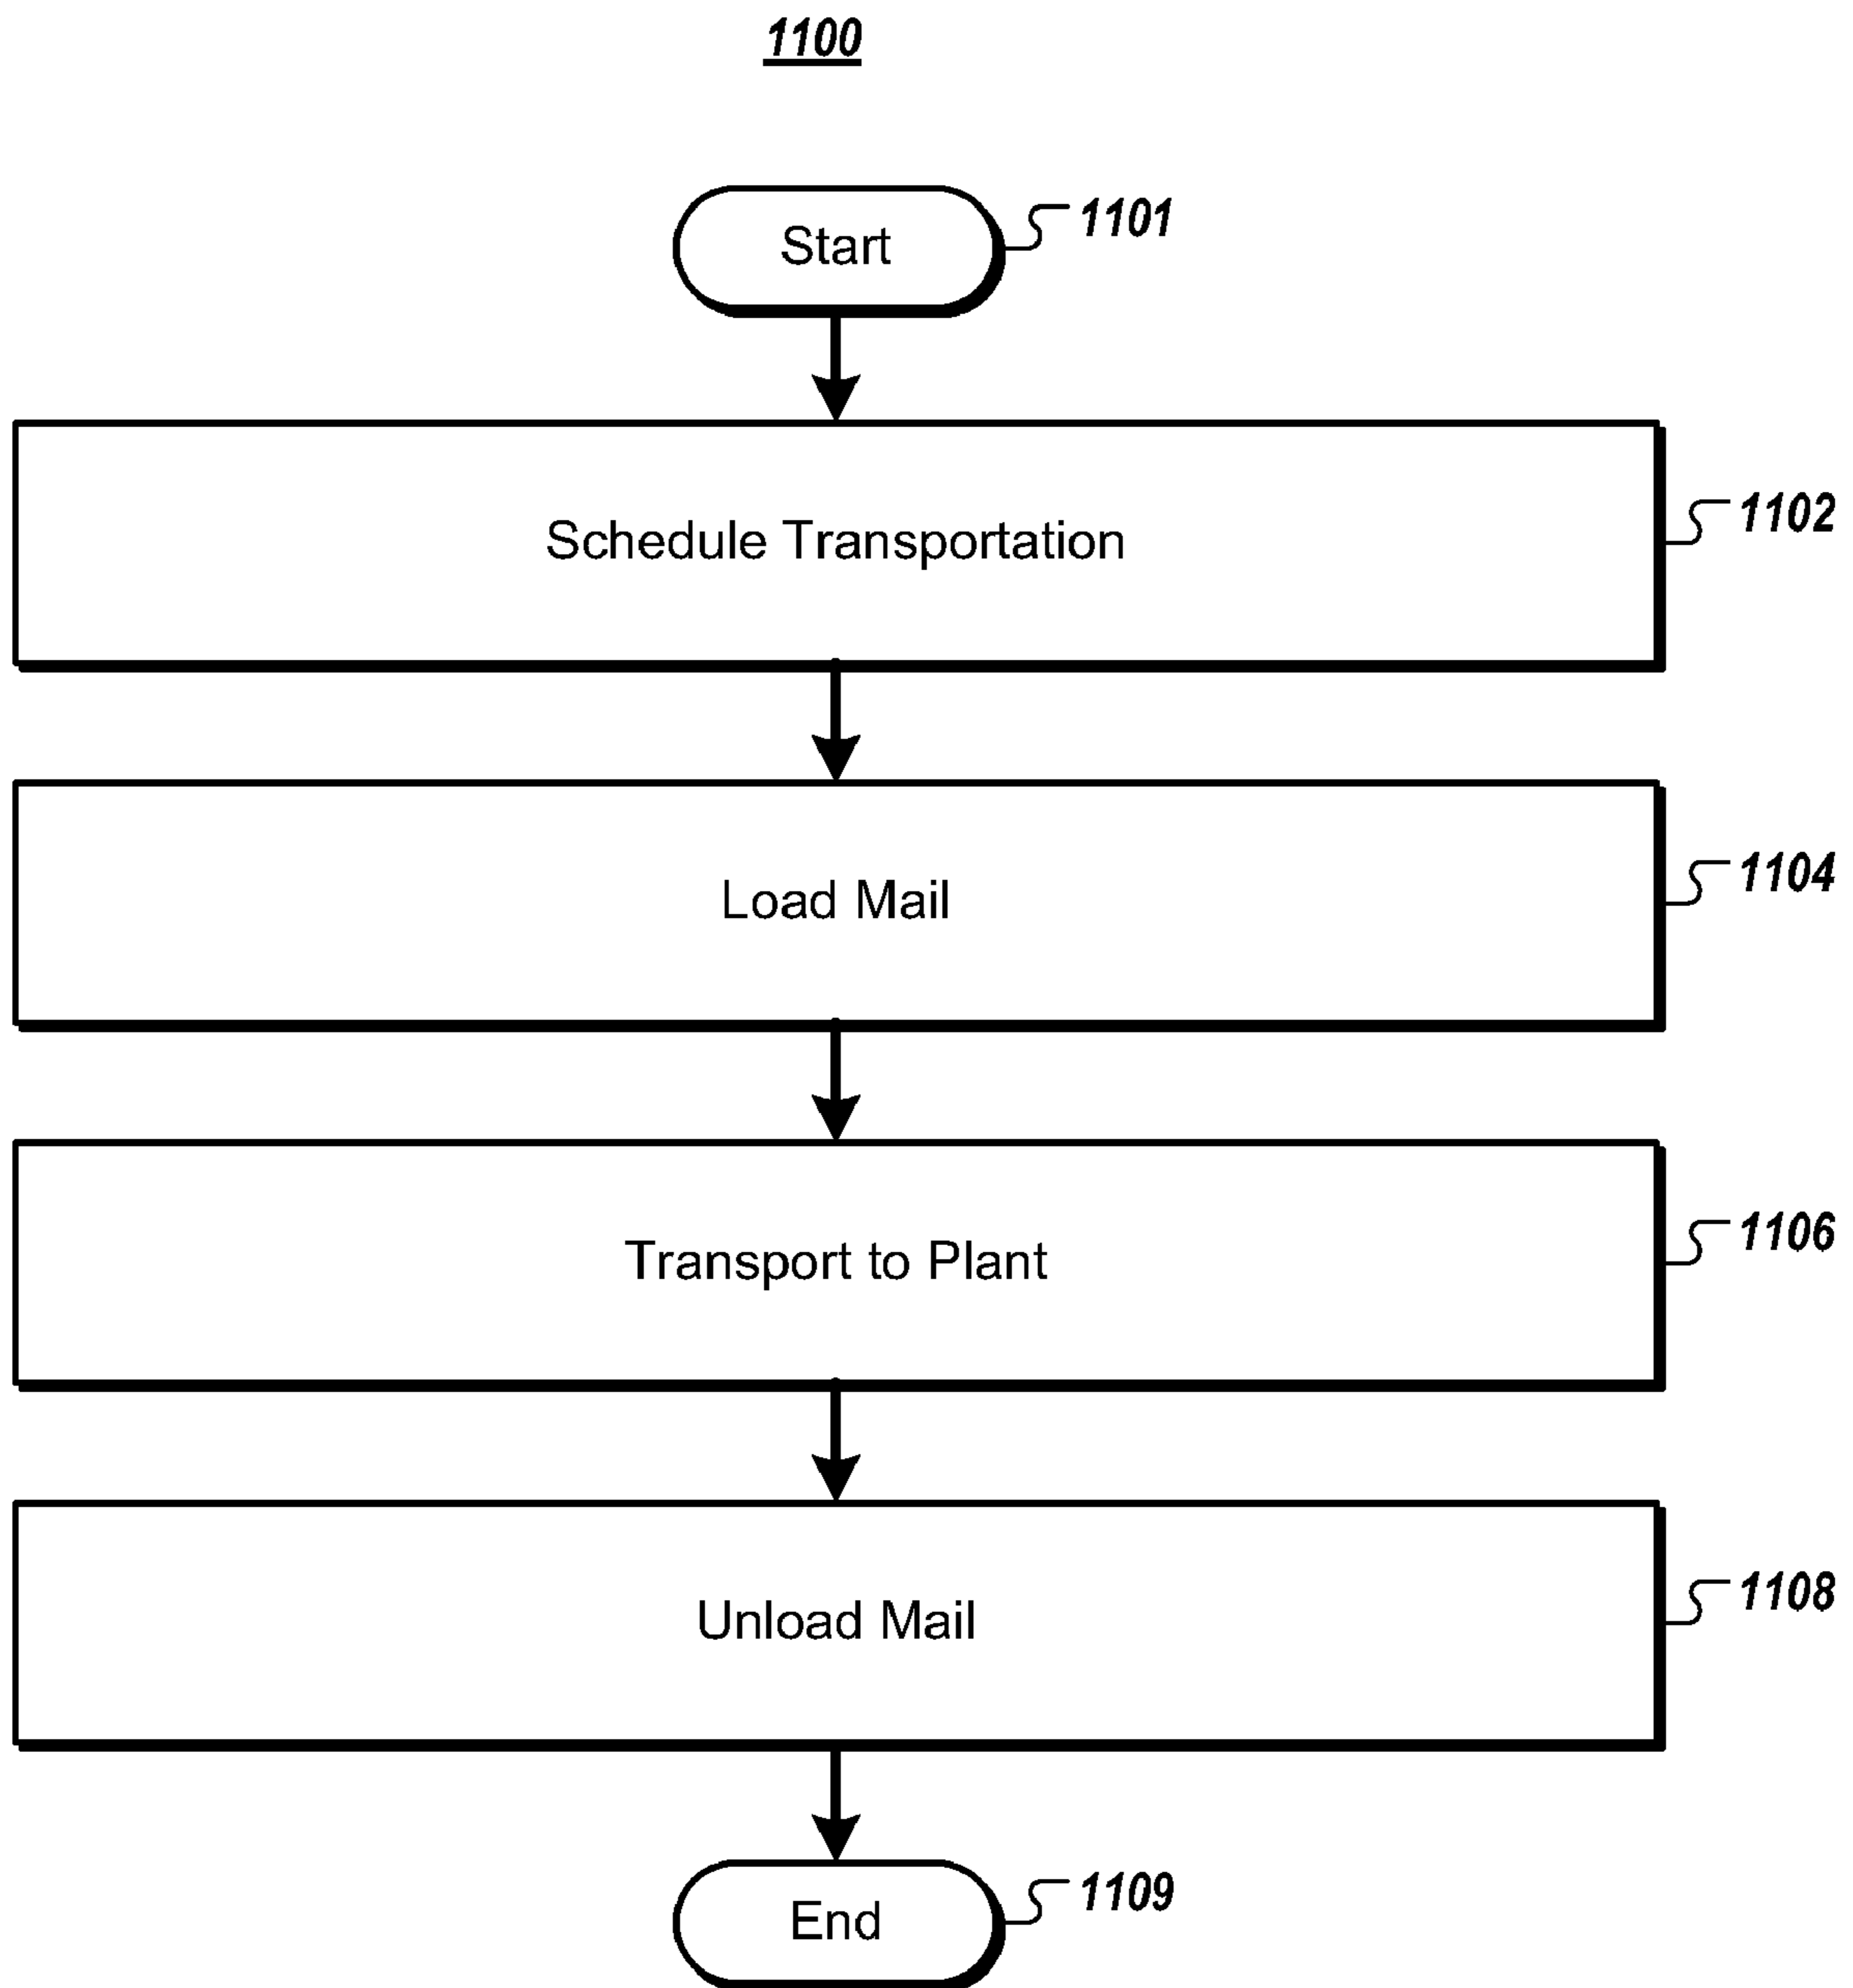 1100
Start
1101
Schedule Transportation
1102
Load Mail
1104
Transport to Plant
1106
Unload Mail
1108
End
1109